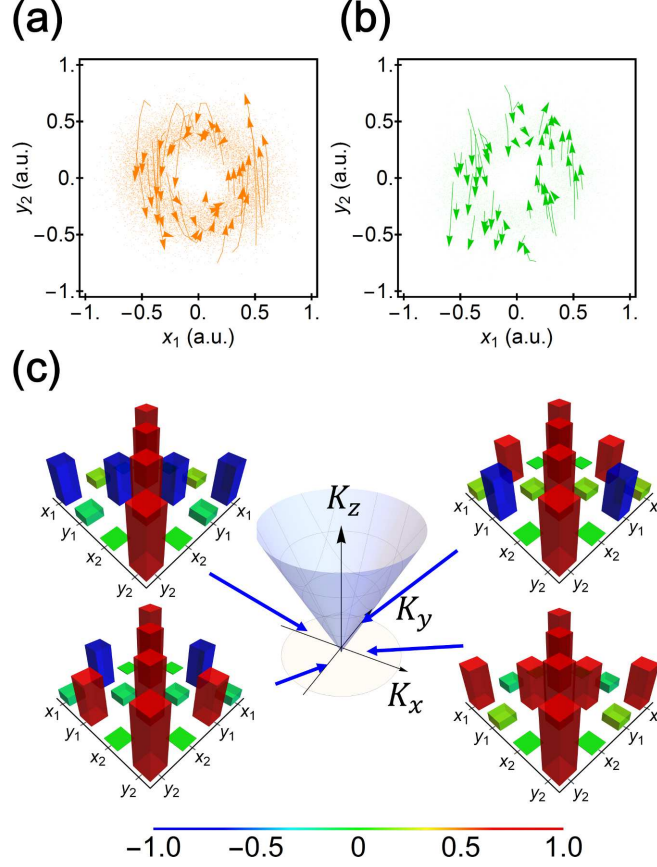 (a) (b)
1. 1.
0.5 0.5
y2 (a.u.) 0. y2 (a.u.) 0.
−0.5 −0.5
−1. −1.
−1. −0.5 0. 0.5 1. −1. −0.5 0. 0.5 1.
x1 (a.u.) x1 (a.u.)
(c)
x1 y1 x2 y2 y2 x2 y1 x1
x1 y1 x2 y2 y2 x2 y1
Kz
Ky
Kx
x1 y1 x2 y2 y2 x2 y1 x1
x1 y1 x2 y2 y2 x2 y1
−1.0 −0.5 0 0.5 1.0